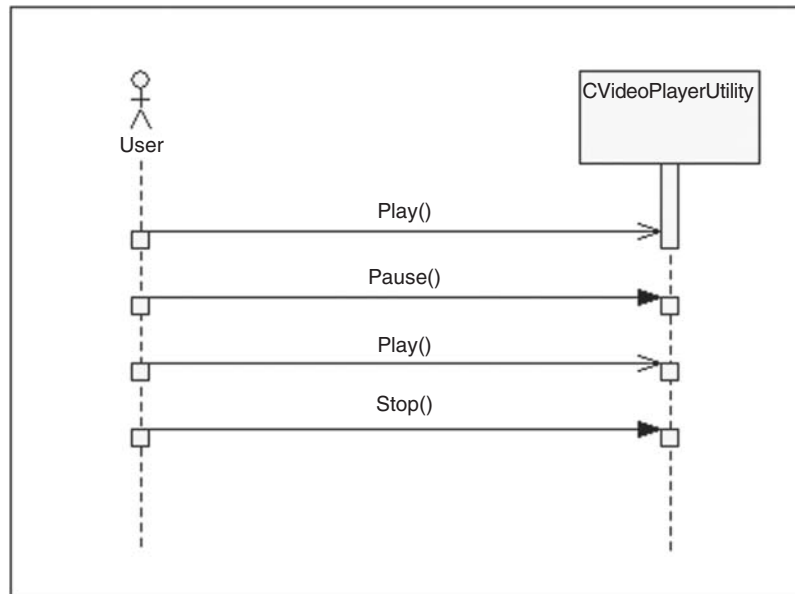 CVideoPlayerUtility
User
Play()
Pause()
Play()
Stop()